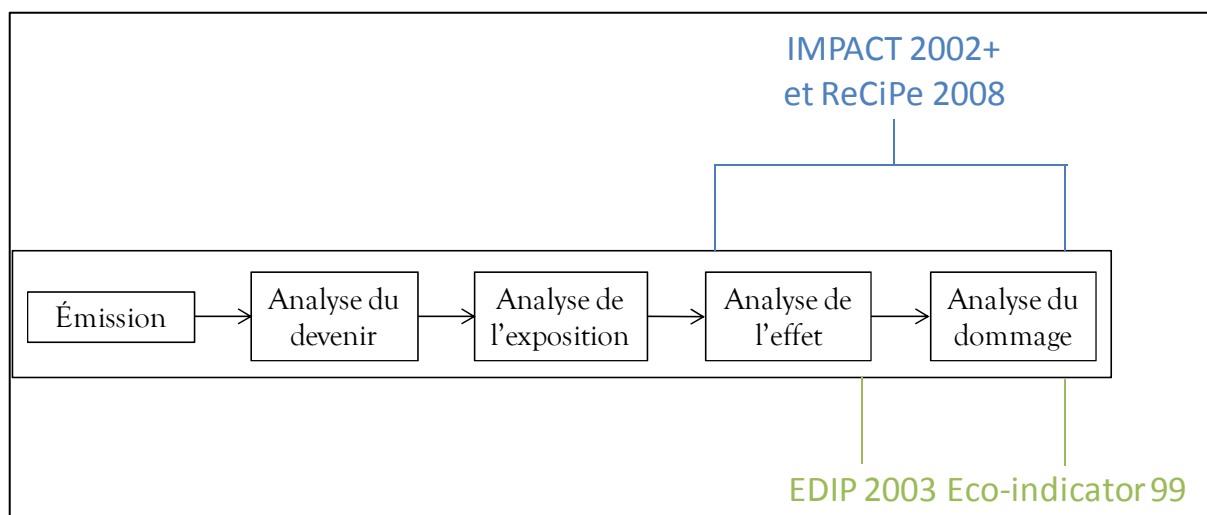 IMPACT 2002+
et ReCiPe 2008
Émission
Analyse du
devenir
Analyse de
l'exposition
Analyse de
l'effet
Analyse du
dommage
EDIP 2003 Eco-indicator 99